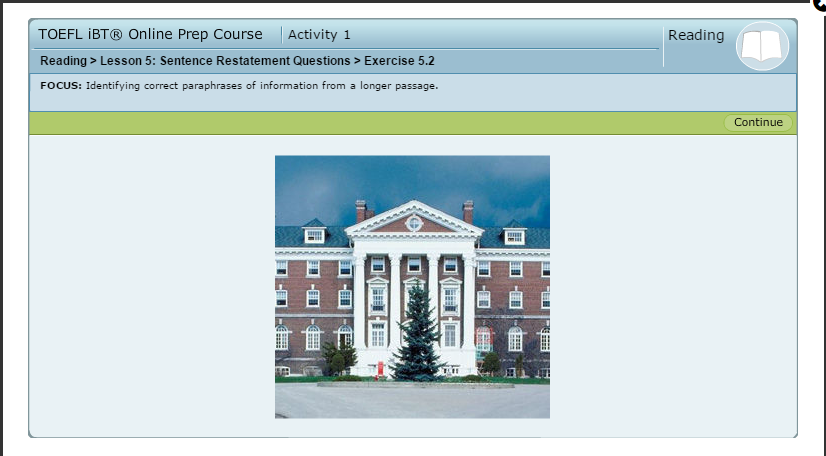 TOEFL iBT® Online Prep Course Activity 1 Reading
Reading > Lesson 5: Sentence Restatement Questions > Exercise 5.2
FOCUS: Identifying correct paraphrases of information from a longer passage.
Continue